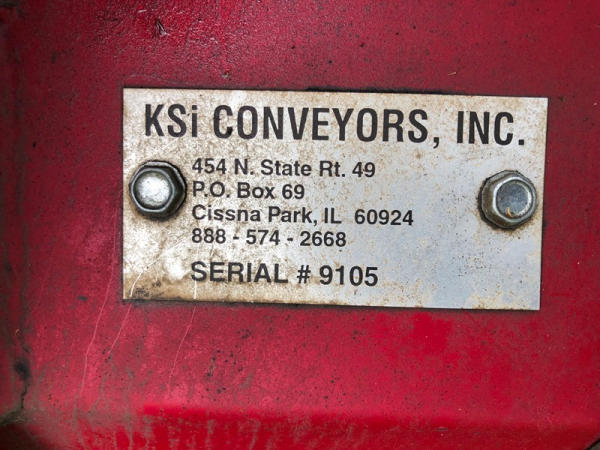 KSi CONVEYORS, INC.
454 N. State Rt. 49
P.O. Box 69
Cissna Park, IL 60924
888 - 574 - 2668
SERIAL # 9105